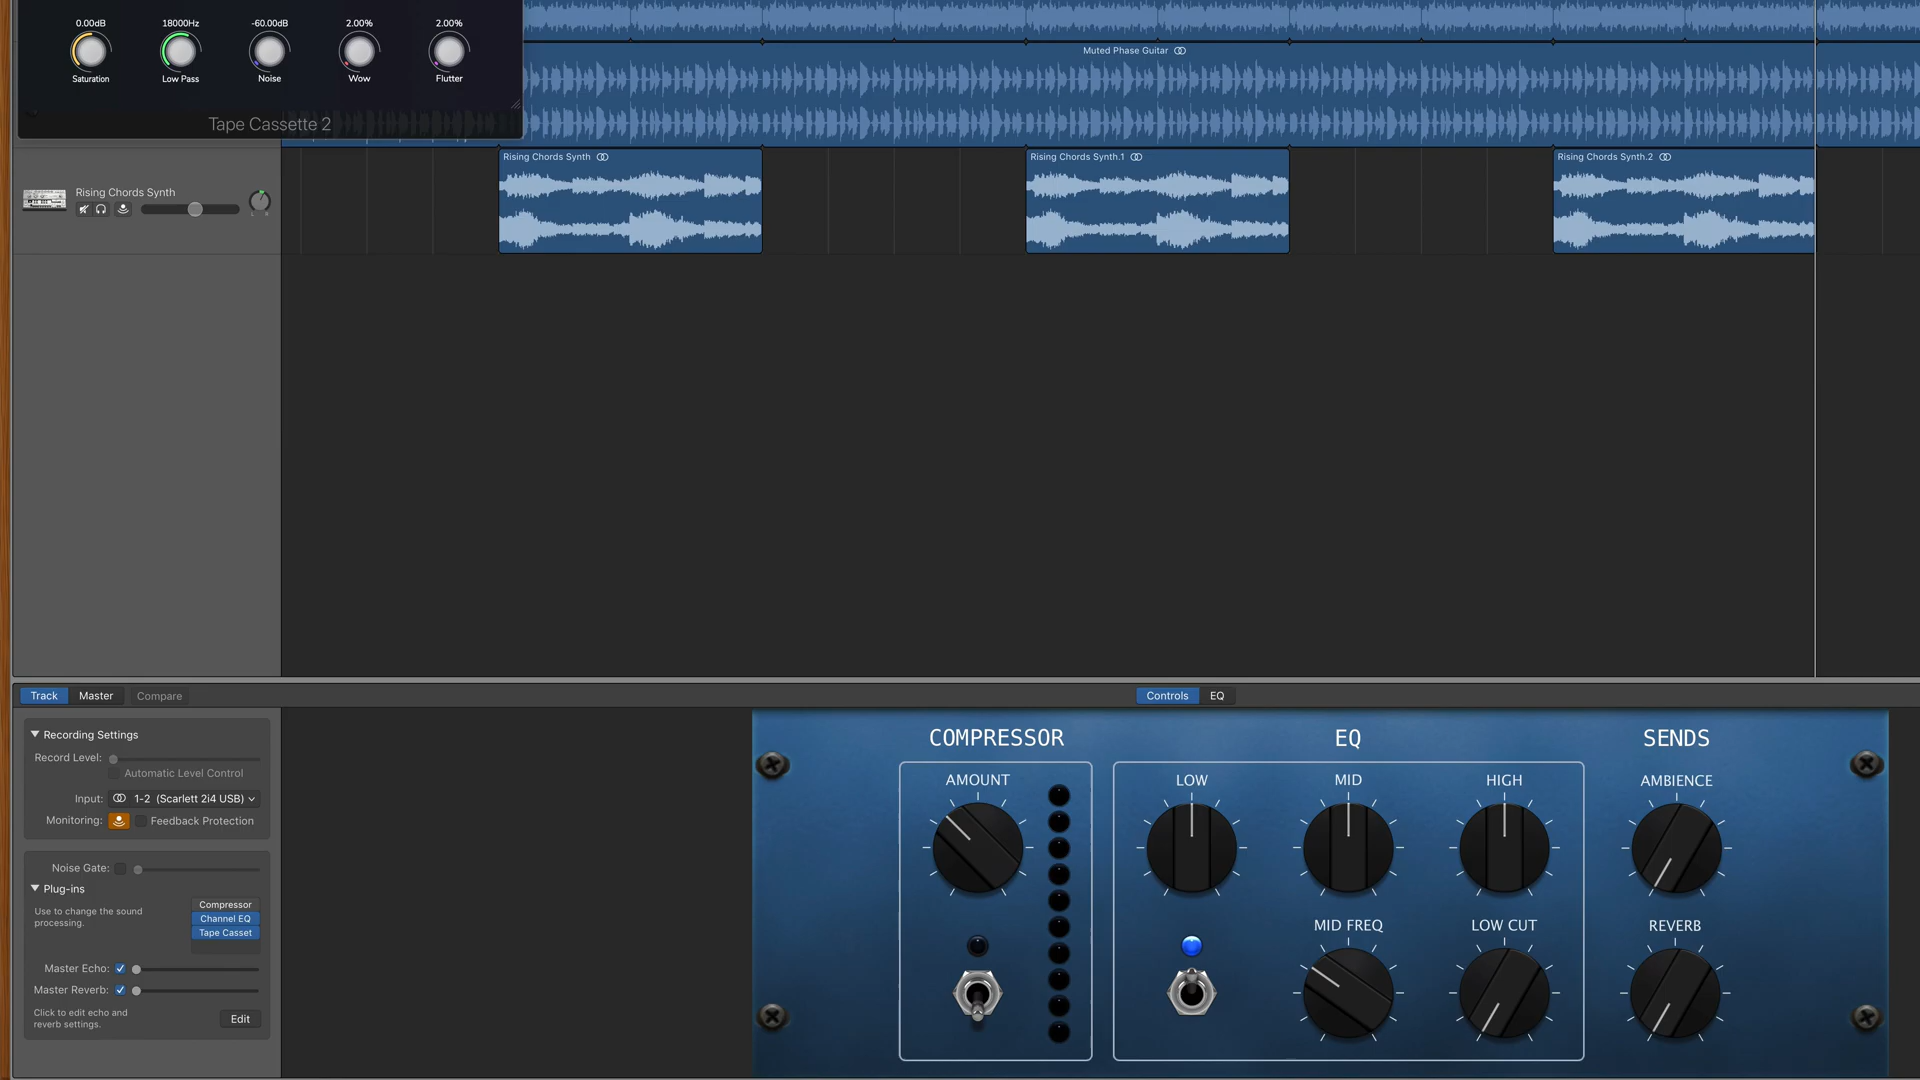 0.00dB 18000Hz -60.00dB 2.00% 2.00%
Saturation Low Pass Noise Wow Flutter
Tape Cassette 2
Muted Phase Guitar
Rising Chords Synth
Rising Chords Synth.1
Rising Chords Synth.2
Rising Chords Synth
L R
Track Master Compare
Controls EQ
Recording Settings
Record Level:
Automatic Level Control
Input: 1-2 (Scarlett 2i4 USB)
Monitoring: Feedback Protection
Noise Gate:
Plug-ins
Use to change the sound
processing.
Compressor
Channel EQ
Tape Casset
Master Echo:
Master Reverb:
Click to edit echo and
reverb settings.
Edit
COMPRESSOR EQ SENDS
AMOUNT LOW MID HIGH AMBIENCE
MID FREQ LOW CUT REVERB